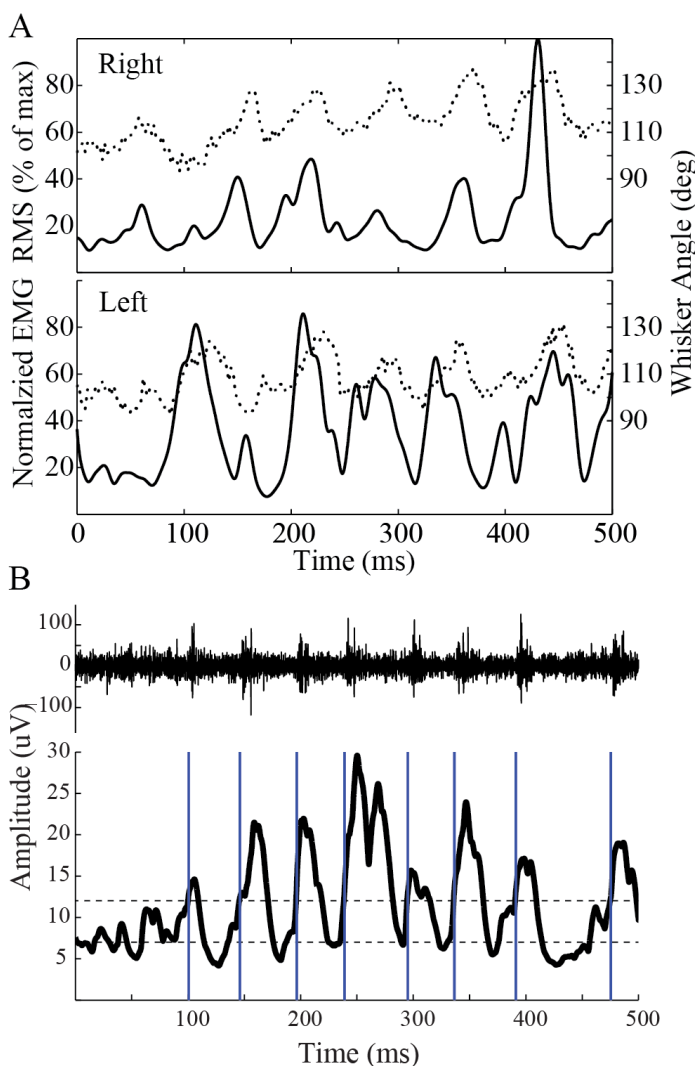 A
Right
80
60
40
20
130
110
90
Left
80
60
40
20
130
110
90
Normalzied EMG RMS (% of max)
Whisker Angle (deg)
0 100 200 300 400 500
Time (ms)
B
100
0
-100
30
25
20
15
10
5
Amplitude (uV)
100 200 300 400 500
Time (ms)